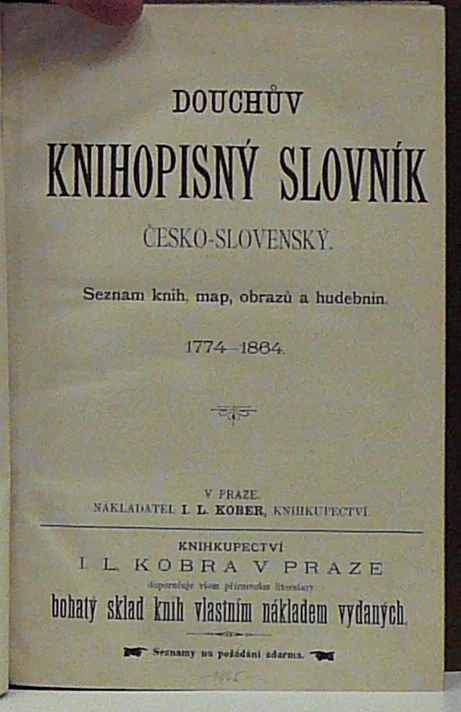 DOUCHŮV
KNIHOPISNÝ SLOVNÍK
ČESKO-SLOVENSKÝ.
Seznam knih, map, obrazů a hudebnin.
1774—1864.
V PRAZE.
NÁKLADATEL I. L. KOBER, KNIHKUPECTVÍ.
KNIHKUPECTVÍ
I. L. KOBRA V PRAZE
doporučuje všem příznivcům literatury
bohatý sklad knih vlastním nákladem vydaných.
Seznamy na požádání zdarma.